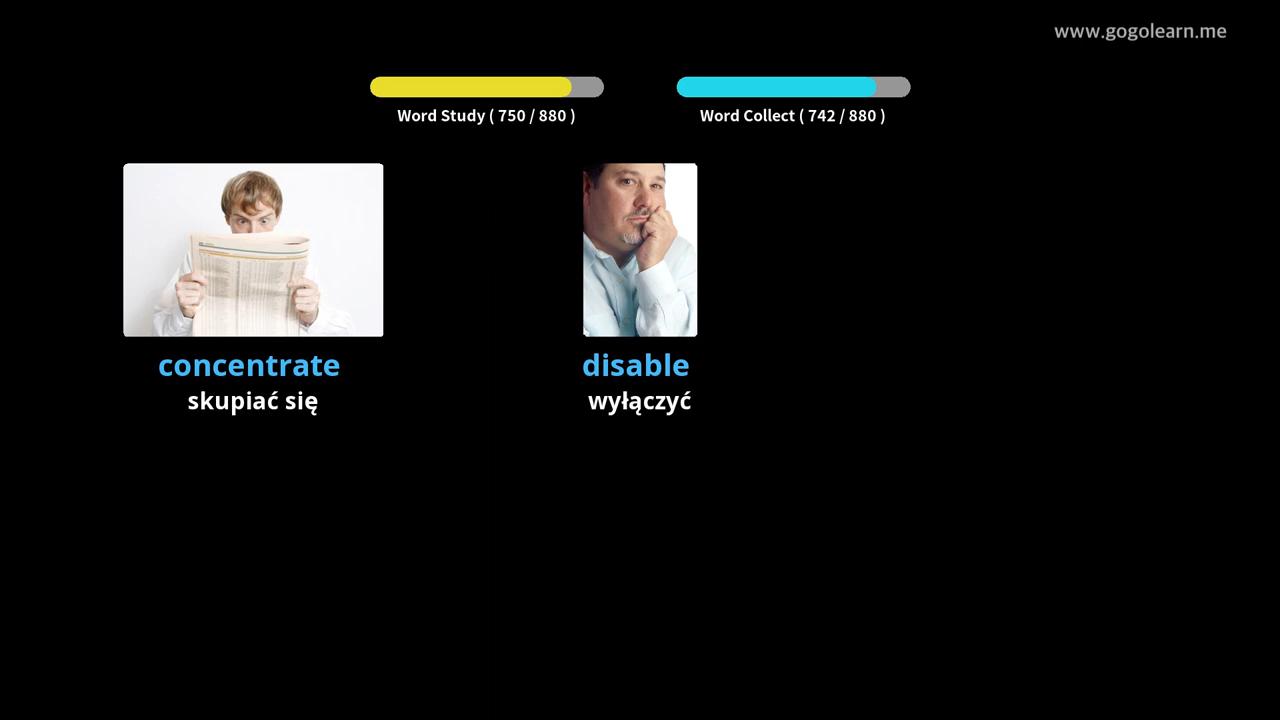 www.gogolearn.me
Word Study ( 750 / 880 )
Word Collect ( 742 / 880 )
concentrate
skupiać się
disable
wyłączyć